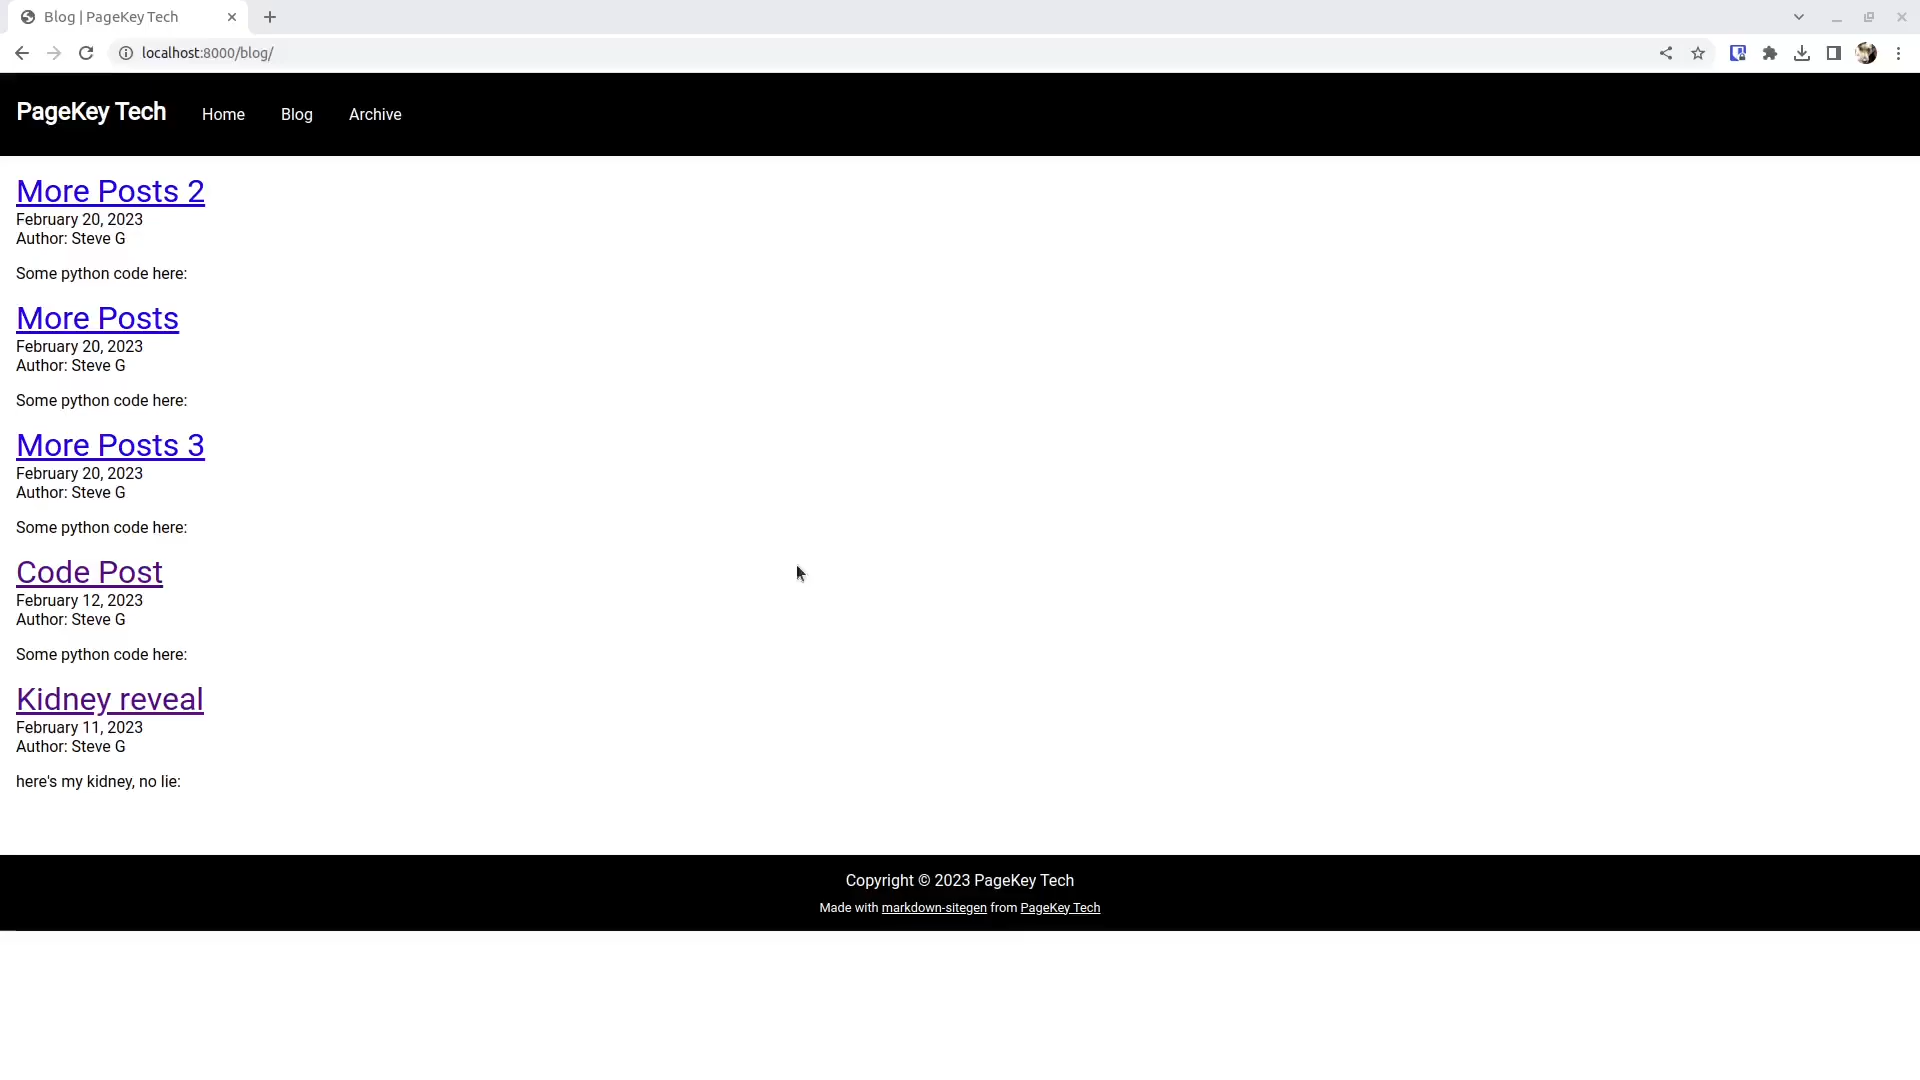 Blog | PageKey Tech
localhost:8000/blog/
PageKey Tech Home Blog Archive
More Posts 2
February 20, 2023
Author: Steve G
Some python code here:
More Posts
February 20, 2023
Author: Steve G
Some python code here:
More Posts 3
February 20, 2023
Author: Steve G
Some python code here:
Code Post
February 12, 2023
Author: Steve G
Some python code here:
Kidney reveal
February 11, 2023
Author: Steve G
here's my kidney, no lie:
Copyright © 2023 PageKey Tech
Made with markdown-sitegen from PageKey Tech